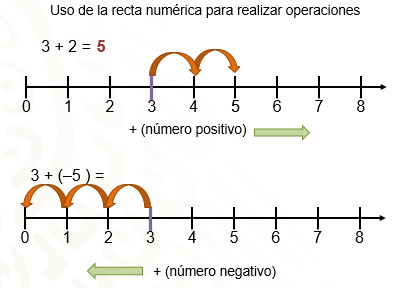 Uso de la recta numérica para realizar operaciones
3 + 2 = 5
0 1 2 3 4 5 6 7 8
+ (número positivo)
3 + (–5 ) =
0 1 2 3 4 5 6 7 8
+ (número negativo)